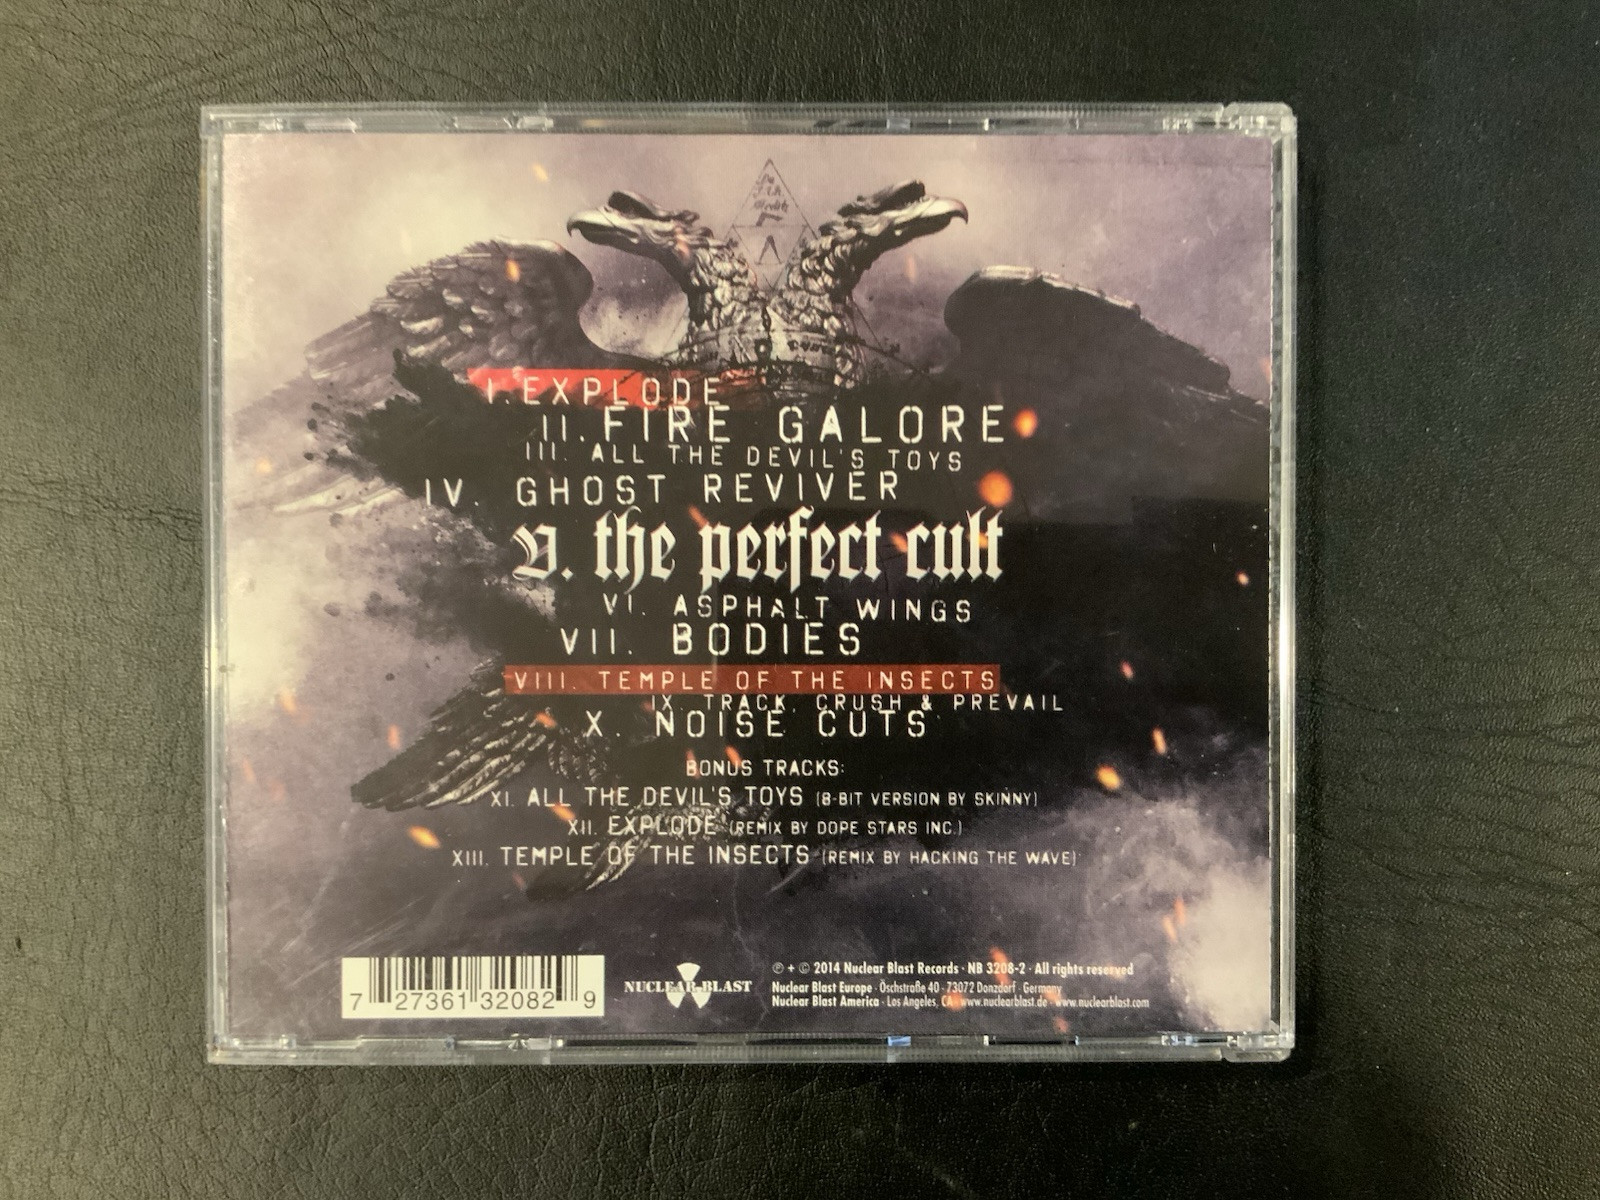 I. EXPLODE
II. FIRE GALORE
III. ALL THE DEVIL'S TOYS
IV. GHOST REVIVER
V. the perfect cult
VI. ASPHALT WINGS
VII. BODIES
VIII. TEMPLE OF THE INSECTS
IX. TRACK, CRUSH & PREVAIL
X. NOISE CUTS
BONUS TRACKS:
XI. ALL THE DEVIL'S TOYS (8-BIT VERSION BY SKINNY)
XII. EXPLODE (REMIX BY DOPE STARS INC.)
XIII. TEMPLE OF THE INSECTS (REMIX BY HACKING THE WAVE)
7 27361 32082 9
NUCLEAR BLAST
℗ + © 2014 Nuclear Blast Records · NB 3208-2 · All rights reserved
Nuclear Blast Europe · Öschstraße 40 · 73072 Donzdorf · Germany
Nuclear Blast America · Los Angeles, CA · www.nuclearblast.de · www.nuclearblast.com